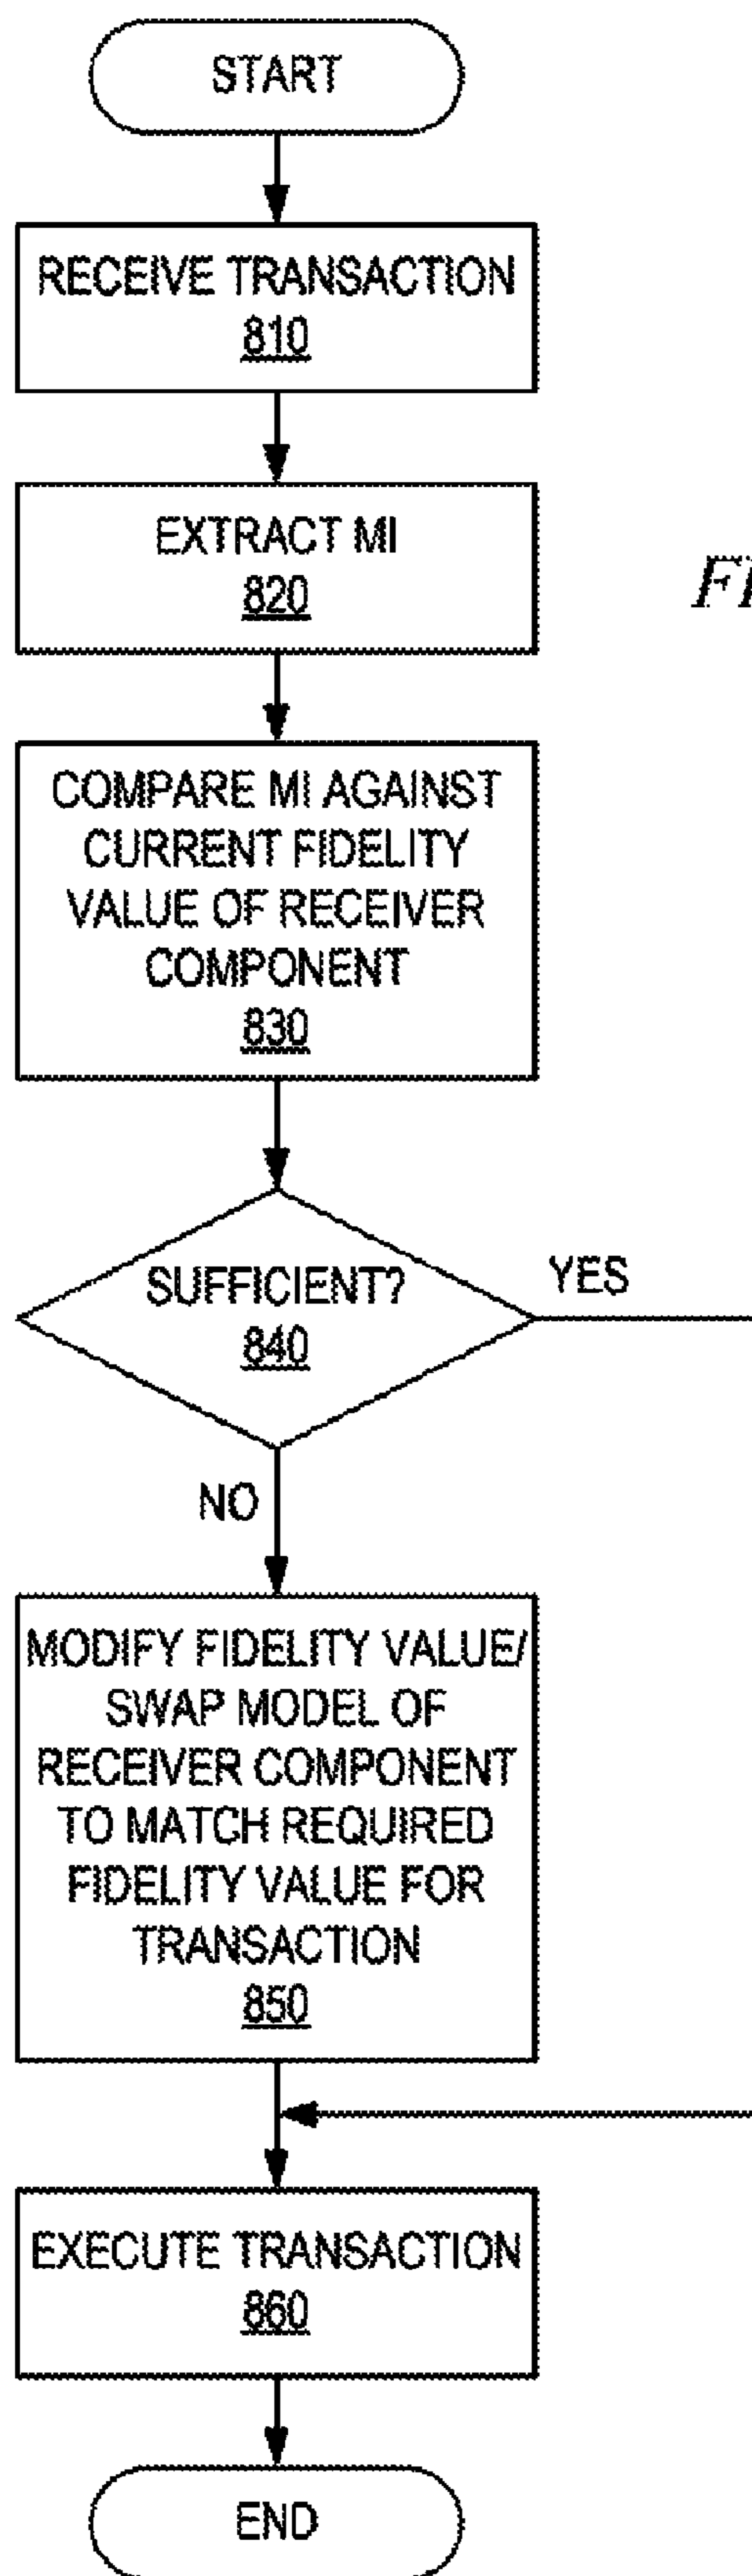 START
RECEIVE TRANSACTION
810
EXTRACT MI
820
COMPARE MI AGAINST
CURRENT FIDELITY
VALUE OF RECEIVER
COMPONENT
830
SUFFICIENT?
840
YES
NO
MODIFY FIDELITY VALUE/
SWAP MODEL OF
RECEIVER COMPONENT
TO MATCH REQUIRED
FIDELITY VALUE FOR
TRANSACTION
850
EXECUTE TRANSACTION
860
END